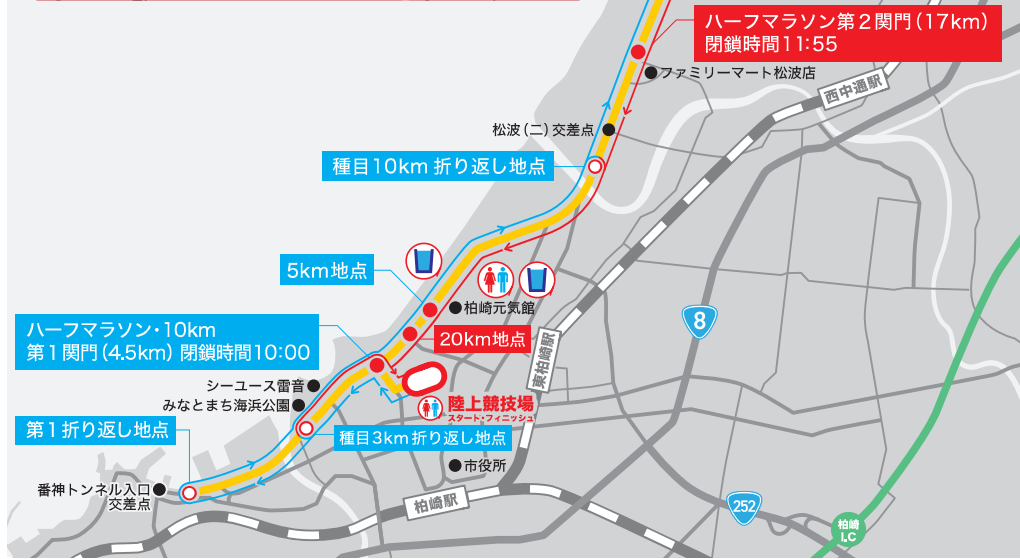 ハーフマラソン第2関門(17km)
閉鎖時間11:55
ファミリーマート松波店
西中通駅
松波(二)交差点
種目10km 折り返し地点
5km地点
柏崎元気館
8
ハーフマラソン・10km
第1関門(4.5km) 閉鎖時間10:00
20km地点
東柏崎駅
シーユース雷音
みなとまち海浜公園
陸上競技場
スタート・フィニッシュ
第1折り返し地点
種目3km折り返し地点
市役所
番神トンネル入口
交差点
柏崎駅
252
柏崎
I.C